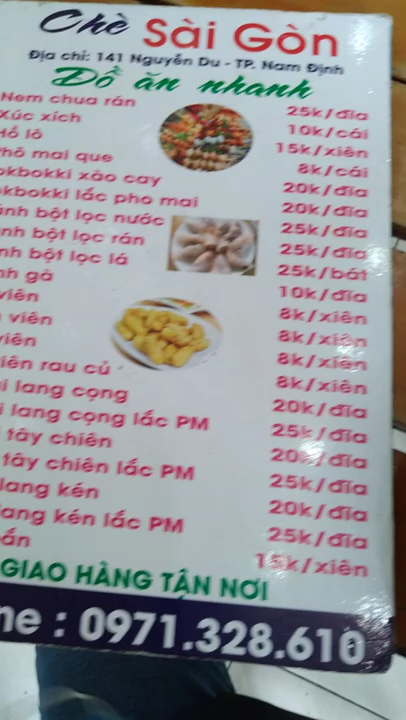 Chè Sài Gòn
Địa chỉ: 141 Nguyễn Du - TP. Nam Định
Đồ ăn nhanh
Nem chua rán 25k/đĩa
Xúc xích 10k/cái
Hồ lô 15k/xiên
Phô mai que 8k/cái
okbokki xào cay 20k/đĩa
okbokki lắc pho mai 20k/đĩa
ánh bột lọc nước 25k/đĩa
nh bột lọc rán 25k/đĩa
nh bột lọc lá 25k/bát
nh gà 10k/đĩa
viên 8k/xiên
viên 8k/xiên
viên 8k/xiên
iên rau củ 8k/xiên
i lang cọng 20k/đĩa
i lang cọng lắc PM 25k/đĩa
tây chiên 20k/đĩa
tây chiên lắc PM 25k/đĩa
lang kén 20k/đĩa
ang kén lắc PM 25k/đĩa
ắn 15k/xiên
GIAO HÀNG TẬN NƠI
ne : 0971.328.610